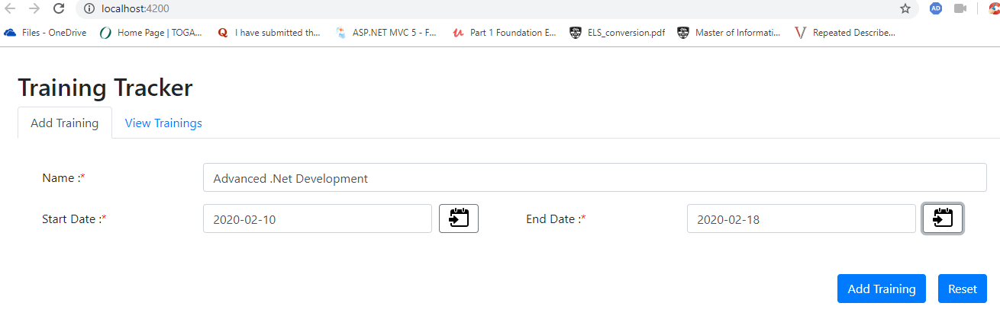 localhost:4200 AD
Files - OneDrive Home Page | TOGA... I have submitted th... ASP.NET MVC 5 - F... Part 1 Foundation E... ELS_conversion.pdf Master of Informati... Repeated Describe...
Training Tracker
Add Training View Trainings
Name :* Advanced .Net Development
Start Date :* 2020-02-10 End Date :* 2020-02-18
Add Training Reset